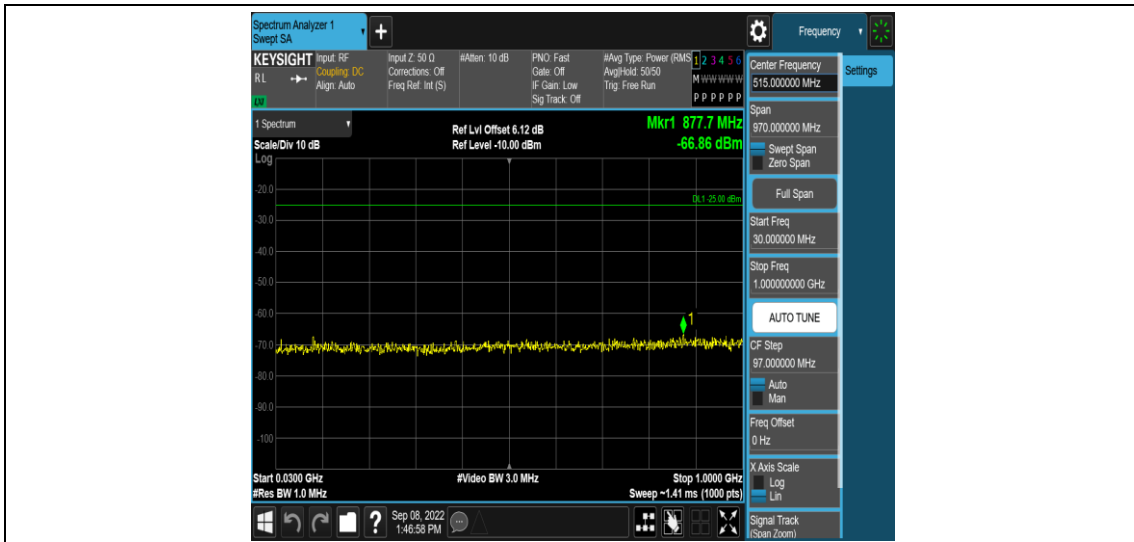 Spectrum Analyzer 1
Swept SA
+
Frequency
KEYSIGHT
RL
LM
Input: RF
Coupling: DC
Align: Auto
Input Z: 50 Ω
Corrections: Off
Freq Ref: Int (S)
#Atten: 10 dB
PNO: Fast
Gate: Off
IF Gain: Low
Sig Track: Off
#Avg Type: Power (RMS
Avg|Hold: 50/50
Trig: Free Run
1 2 3 4 5 6
M W W W W W
P P P P P P
1 Spectrum
Scale/Div 10 dB
Log
Ref Lvl Offset 6.12 dB
Ref Level -10.00 dBm
Mkr1 877.7 MHz
-66.86 dBm
DL1 -25.00 dBm
-20.0
-30.0
-40.0
-50.0
-60.0
-70.0
-80.0
-90.0
-100
1
Start 0.0300 GHz
#Res BW 1.0 MHz
#Video BW 3.0 MHz
Stop 1.0000 GHz
Sweep ~1.41 ms (1000 pts)
?
Sep 08, 2022
1:46:58 PM
Center Frequency
515.000000 MHz
Settings
Span
970.000000 MHz
Swept Span
Zero Span
Full Span
Start Freq
30.000000 MHz
Stop Freq
1.000000000 GHz
AUTO TUNE
CF Step
97.000000 MHz
Auto
Man
Freq Offset
0 Hz
X Axis Scale
Log
Lin
Signal Track
(Span Zoom)